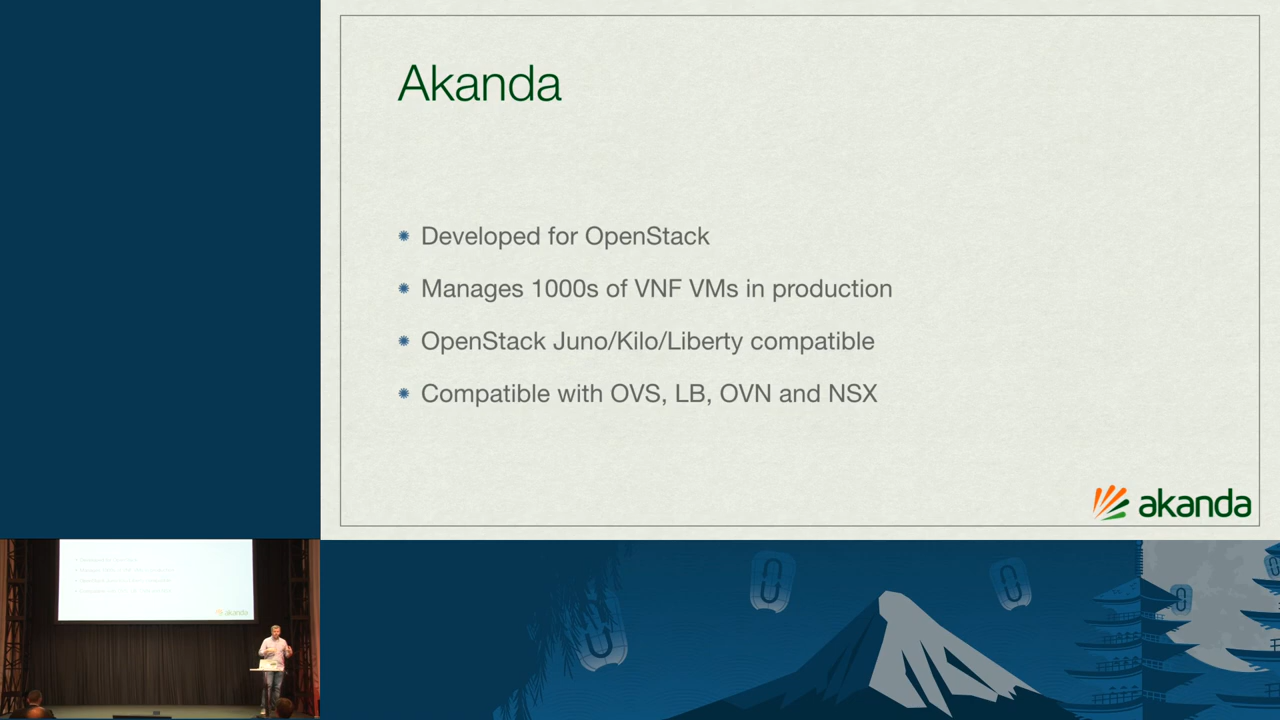 Akanda
Developed for OpenStack
Manages 1000s of VNF VMs in production
OpenStack Juno/Kilo/Liberty compatible
Compatible with OVS, LB, OVN and NSX
akanda
akanda